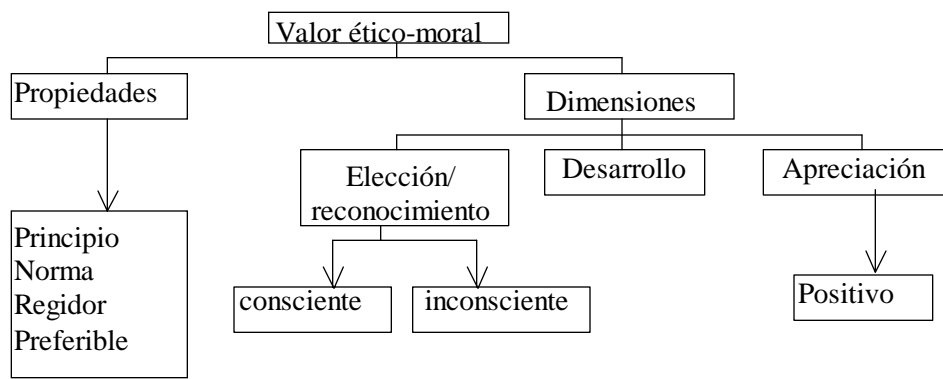 Valor ético-moral
Propiedades
Dimensiones
Elección/
reconocimiento
Desarrollo
Apreciación
Principio
Norma
Regidor
Preferible
consciente
inconsciente
Positivo